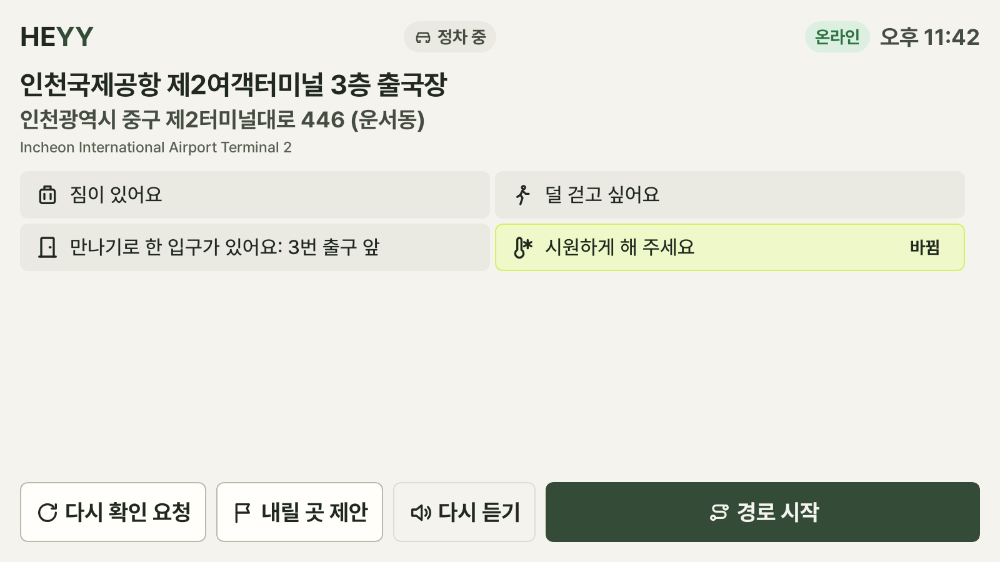 HEYY
정차 중
온라인
오후 11:42
인천국제공항 제2여객터미널 3층 출국장
인천광역시 중구 제2터미널대로 446 (운서동)
Incheon International Airport Terminal 2
짐이 있어요
덜 걷고 싶어요
만나기로 한 입구가 있어요: 3번 출구 앞
시원하게 해 주세요
바뀜
다시 확인 요청
내릴 곳 제안
다시 듣기
경로 시작